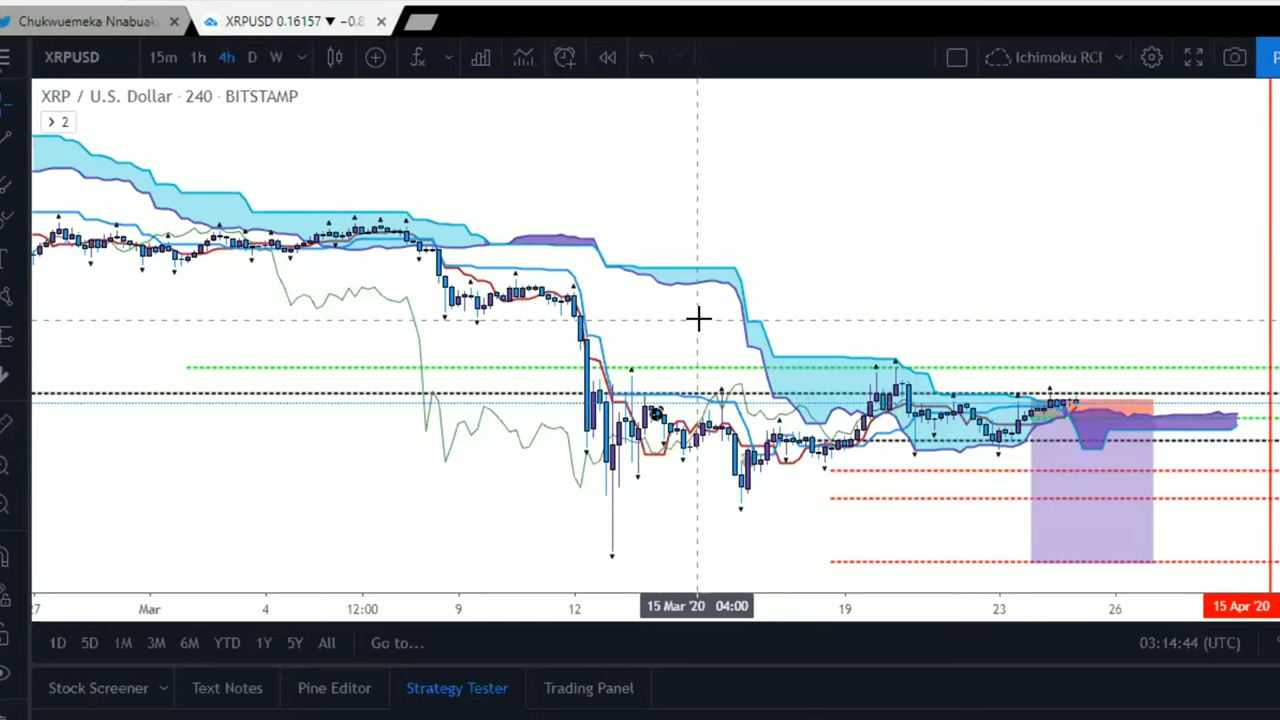 Chukwuemeka Nnabuak
XRPUSD 0.16157 ▼ −0.8
XRPUSD 15m 1h 4h D W Ichimoku RCI
XRP / U.S. Dollar · 240 · BITSTAMP
2
27 Mar 4 12:00 9 12 15 Mar '20 04:00 19 23 26 15 Apr '20
1D 5D 1M 3M 6M YTD 1Y 5Y All Go to... 03:14:44 (UTC)
Stock Screener Text Notes Pine Editor Strategy Tester Trading Panel